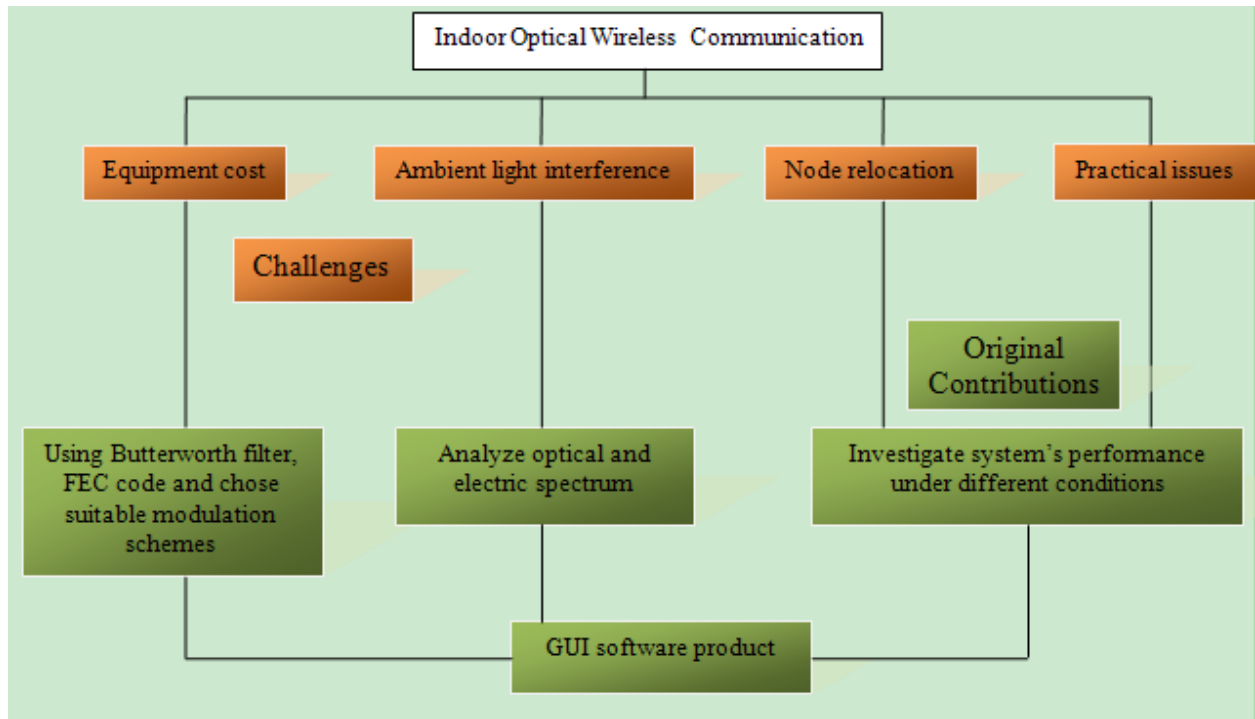 Indoor Optical Wireless Communication
Equipment cost
Ambient light interference
Node relocation
Practical issues
Challenges
Original
Contributions
Using Butterworth filter,
FEC code and chose
suitable modulation
schemes
Analyze optical and
electric spectrum
Investigate system's performance
under different conditions
GUI software product